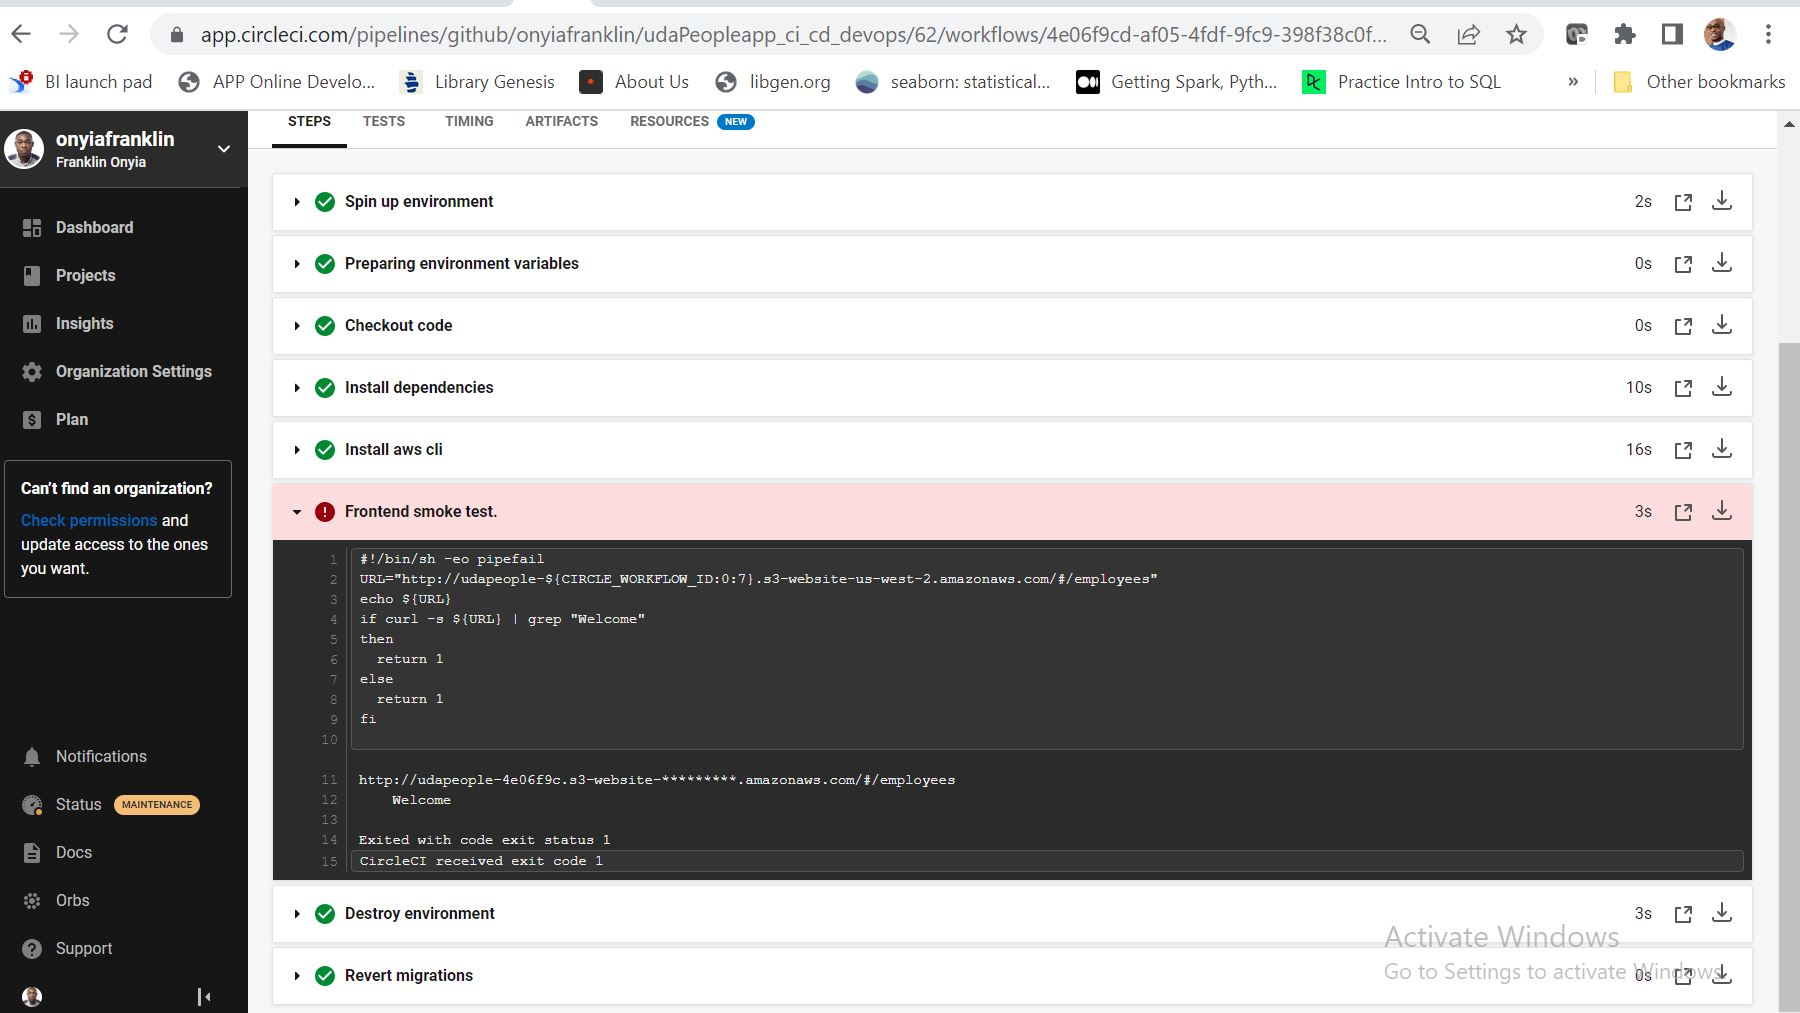 app.circleci.com/pipelines/github/onyiafranklin/udaPeopleapp_ci_cd_devops/62/workflows/4e06f9cd-af05-4fdf-9fc9-398f38c0f...
BI launch pad APP Online Develo... Library Genesis About Us libgen.org seaborn: statistical... Getting Spark, Pyth... Practice Intro to SQL » Other bookmarks
onyiafranklin
Franklin Onyia
Dashboard
Projects
Insights
Organization Settings
Plan
Can't find an organization?
Check permissions and
update access to the ones
you want.
Notifications
Status MAINTENANCE
Docs
Orbs
Support
STEPS TESTS TIMING ARTIFACTS RESOURCES NEW
Spin up environment 2s
Preparing environment variables 0s
Checkout code 0s
Install dependencies 10s
Install aws cli 16s
Frontend smoke test. 3s
1 #!/bin/sh -eo pipefail
2 URL="http://udapeople-${CIRCLE_WORKFLOW_ID:0:7}.s3-website-us-west-2.amazonaws.com/#/employees"
3 echo ${URL}
4 if curl -s ${URL} | grep "Welcome"
5 then
6 return 1
7 else
8 return 1
9 fi
10
11 http://udapeople-4e06f9c.s3-website-*********.amazonaws.com/#/employees
12 Welcome
13
14 Exited with code exit status 1
15 CircleCI received exit code 1
Destroy environment 3s
Revert migrations 0s
Activate Windows
Go to Settings to activate Windows.